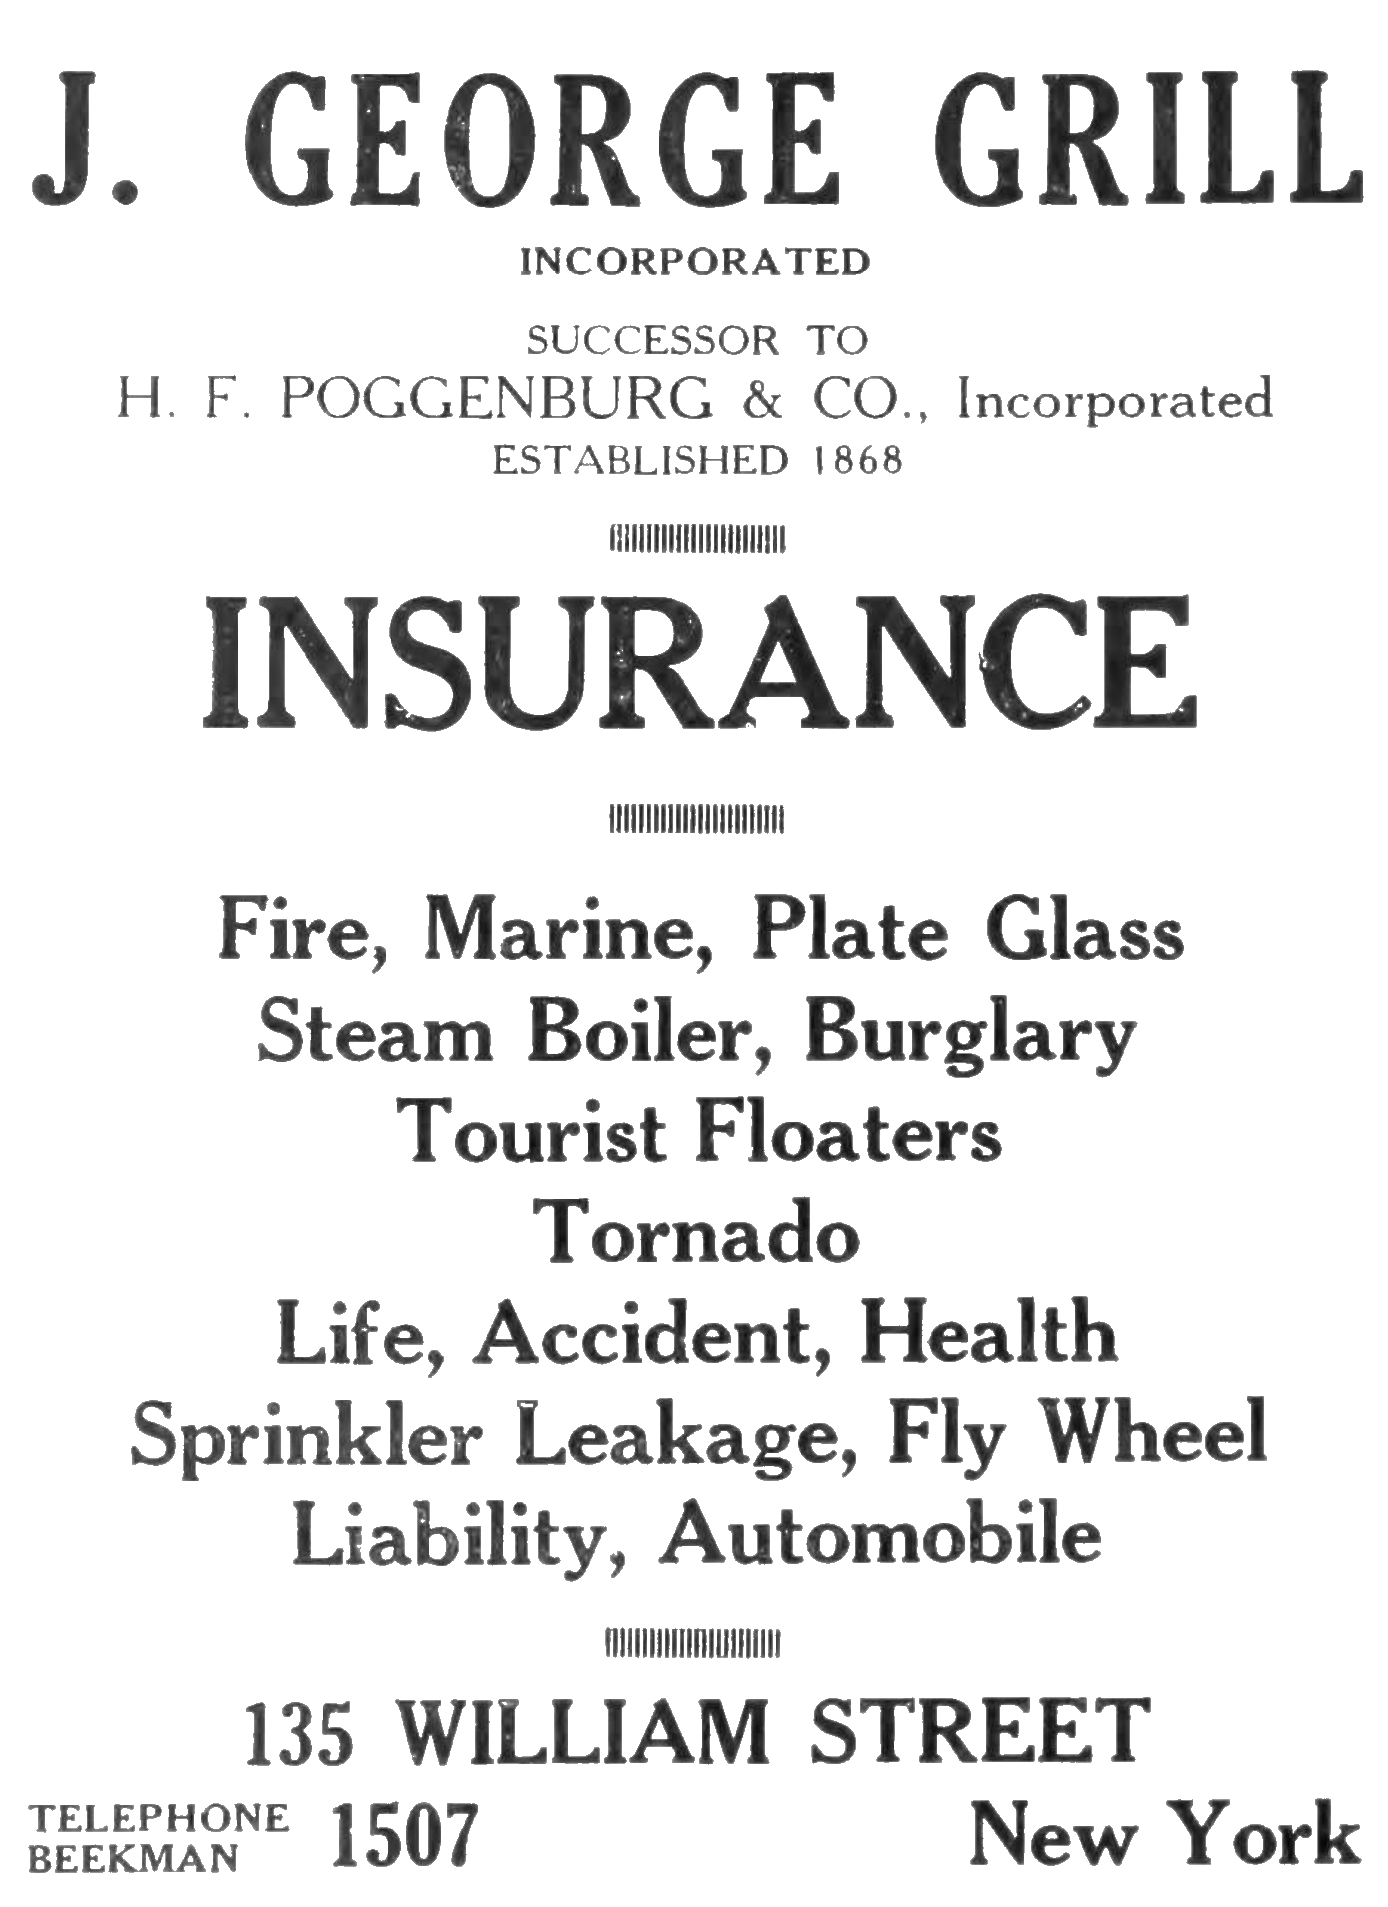 J. GEORGE GRILL
INCORPORATED
SUCCESSOR TO
H. F. POGGENBURG & CO., Incorporated
ESTABLISHED 1868
INSURANCE
Fire, Marine, Plate Glass
Steam Boiler, Burglary
Tourist Floaters
Tornado
Life, Accident, Health
Sprinkler Leakage, Fly Wheel
Liability, Automobile
135 WILLIAM STREET
TELEPHONE
BEEKMAN 1507
New York